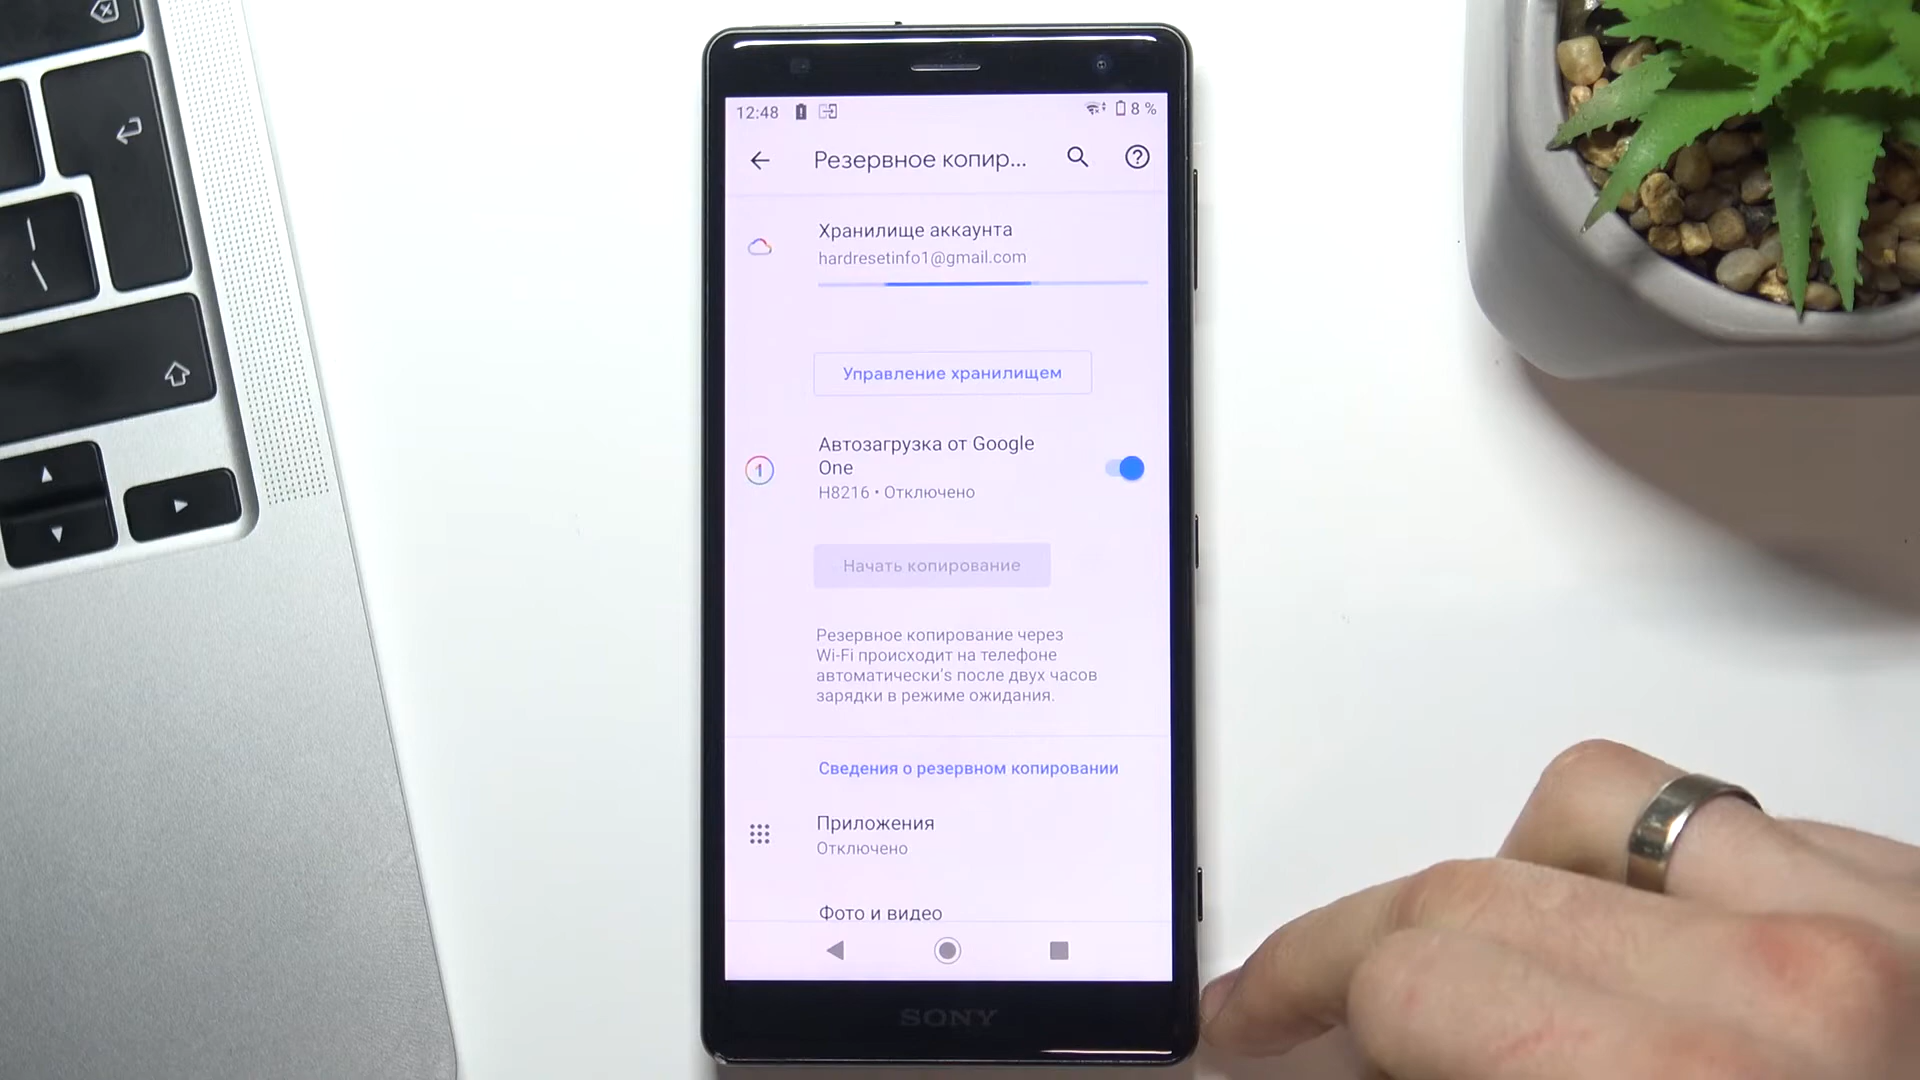 12:48
8 %
Резервное копир...
Хранилище аккаунта
hardresetinfo1@gmail.com
Управление хранилищем
Автозагрузка от Google
One
1
H8216 • Отключено
Начать копирование
Резервное копирование через
Wi-Fi происходит на телефоне
автоматически's после двух часов
зарядки в режиме ожидания.
Сведения о резервном копировании
Приложения
Отключено
Фото и видео
SONY